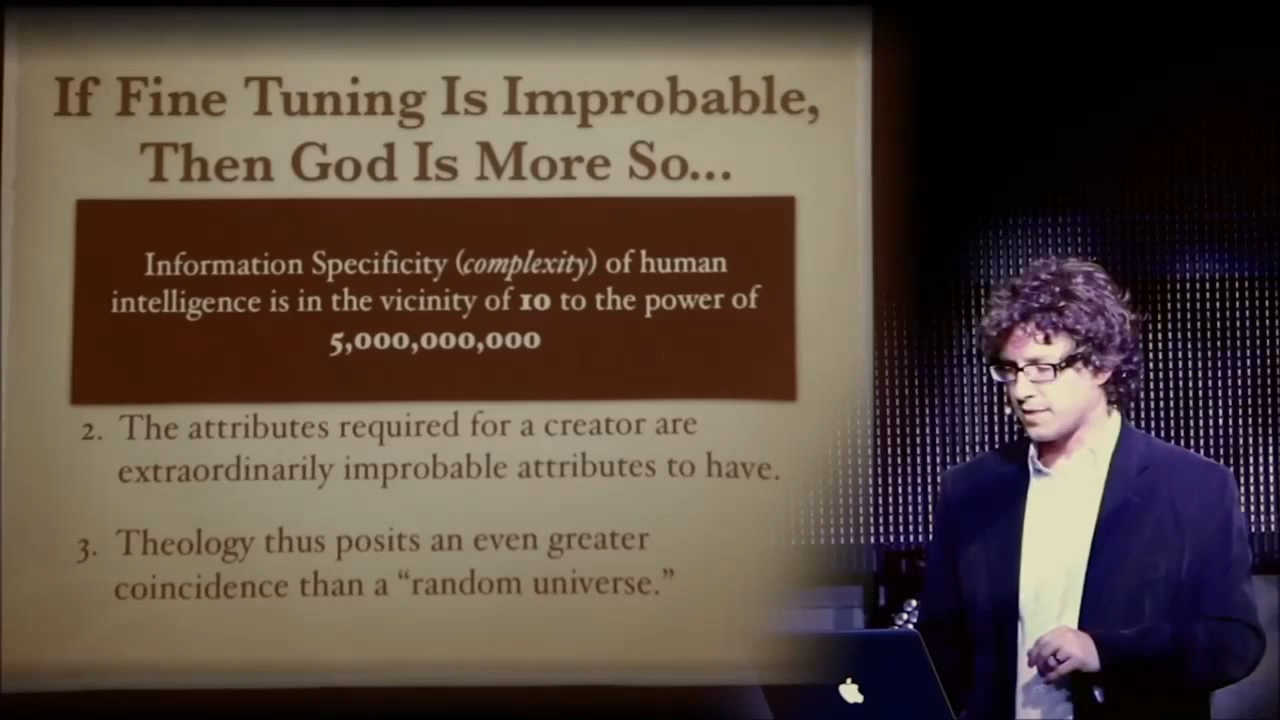 If Fine Tuning Is Improbable,
Then God Is More So...
Information Specificity (complexity) of human
intelligence is in the vicinity of 10 to the power of
5,000,000,000
2. The attributes required for a creator are
extraordinarily improbable attributes to have.
3. Theology thus posits an even greater
coincidence than a “random universe.”